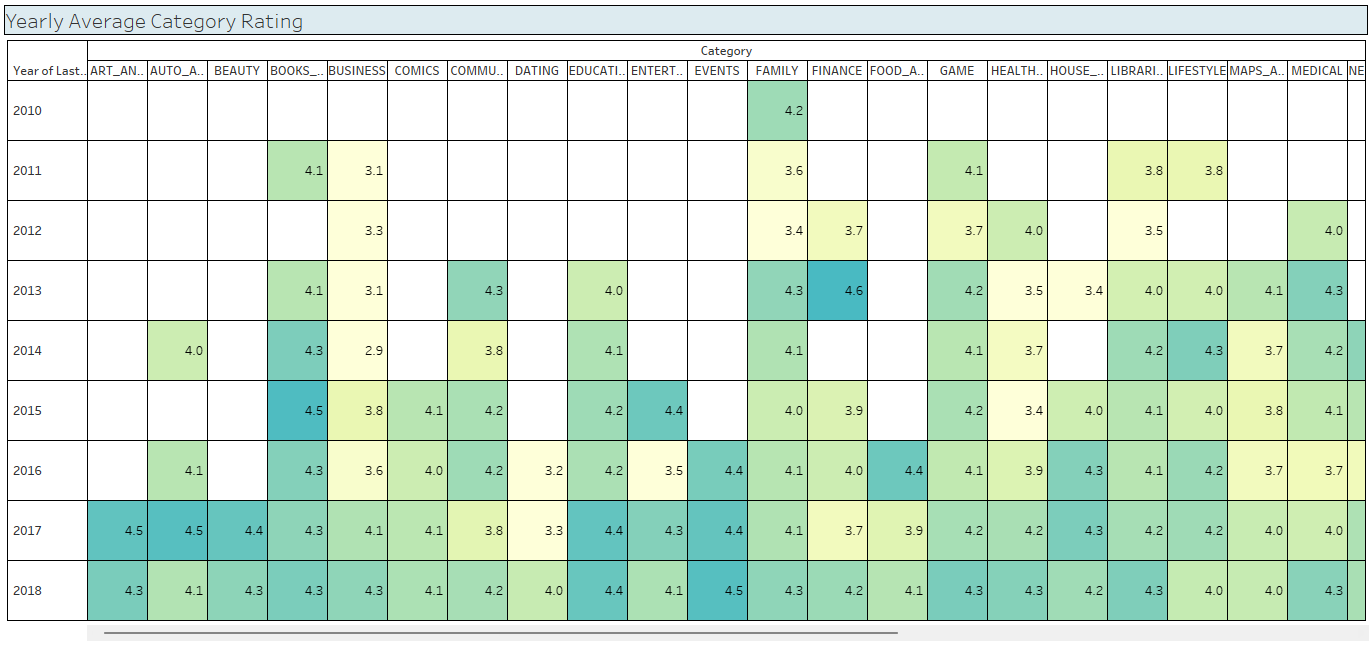 Yearly Average Category Rating
Category
Year of Last.. ART_AN.. AUTO_A.. BEAUTY BOOKS_.. BUSINESS COMICS COMMU.. DATING EDUCATI.. ENTERT.. EVENTS FAMILY FINANCE FOOD_A.. GAME HEALTH.. HOUSE_.. LIBRARI.. LIFESTYLE MAPS_A.. MEDICAL NE
2010 4.2
2011 4.1 3.1 3.6 4.1 3.8 3.8
2012 3.3 3.4 3.7 3.7 4.0 3.5 4.0
2013 4.1 3.1 4.3 4.0 4.3 4.6 4.2 3.5 3.4 4.0 4.0 4.1 4.3
2014 4.0 4.3 2.9 3.8 4.1 4.1 4.1 3.7 4.2 4.3 3.7 4.2
2015 4.5 3.8 4.1 4.2 4.2 4.4 4.0 3.9 4.2 3.4 4.0 4.1 4.0 3.8 4.1
2016 4.1 4.3 3.6 4.0 4.2 3.2 4.2 3.5 4.4 4.1 4.0 4.4 4.1 3.9 4.3 4.1 4.2 3.7 3.7
2017 4.5 4.5 4.4 4.3 4.1 4.1 3.8 3.3 4.4 4.3 4.4 4.1 3.7 3.9 4.2 4.2 4.3 4.2 4.2 4.0 4.0
2018 4.3 4.1 4.3 4.3 4.3 4.1 4.2 4.0 4.4 4.1 4.5 4.3 4.2 4.1 4.3 4.3 4.2 4.3 4.0 4.0 4.3